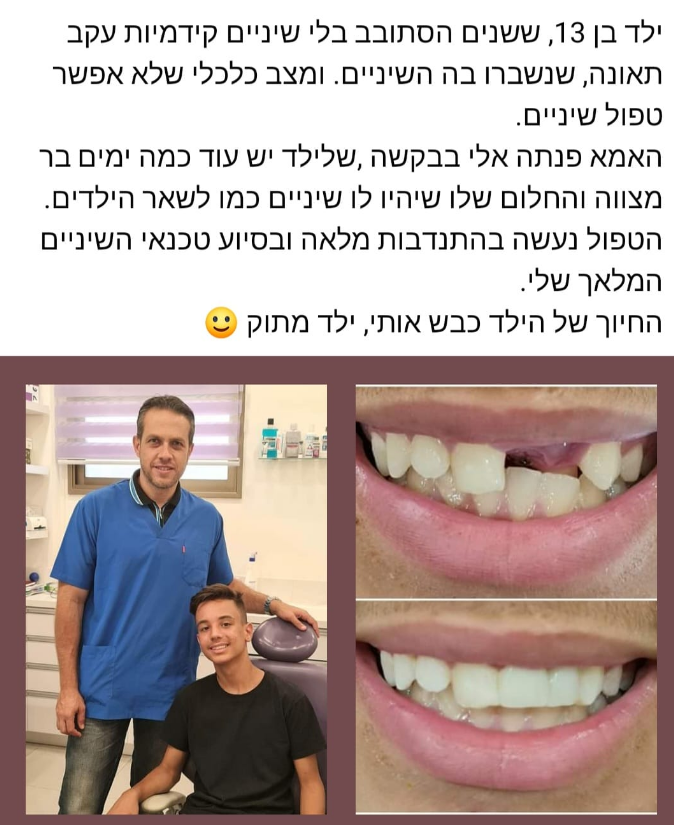 ילד בן 13, ששנים הסתובב בלי שיניים קידמיות עקב
תאונה, שנשברו בה השיניים. ומצב כלכלי שלא אפשר
טפול שיניים.
האמא פנתה אלי בבקשה ,שלילד יש עוד כמה ימים בר
מצווה והחלום שלו שיהיו לו שיניים כמו לשאר הילדים.
הטפול נעשה בהתנדבות מלאה ובסיוע טכנאי השיניים
המלאך שלי.
החיוך של הילד כבש אותי, ילד מתוק 🙂